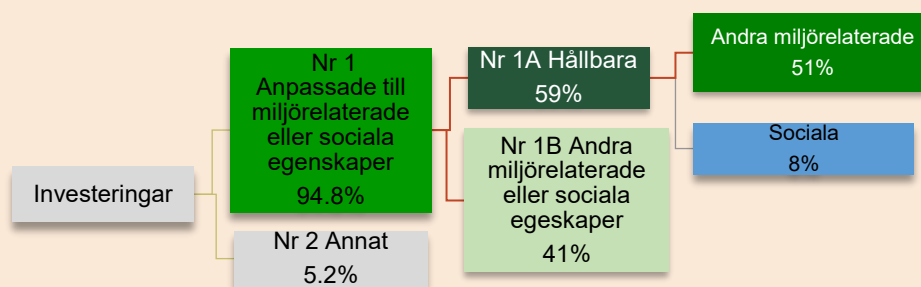 Investeringar
Nr 1
Anpassade till
miljörelaterade
eller sociala
egenskaper
94.8%
Nr 2 Annat
5.2%
Nr 1A Hållbara
59%
Nr 1B Andra
miljörelaterade
eller sociala
egeskaper
41%
Andra miljörelaterade
51%
Sociala
8%